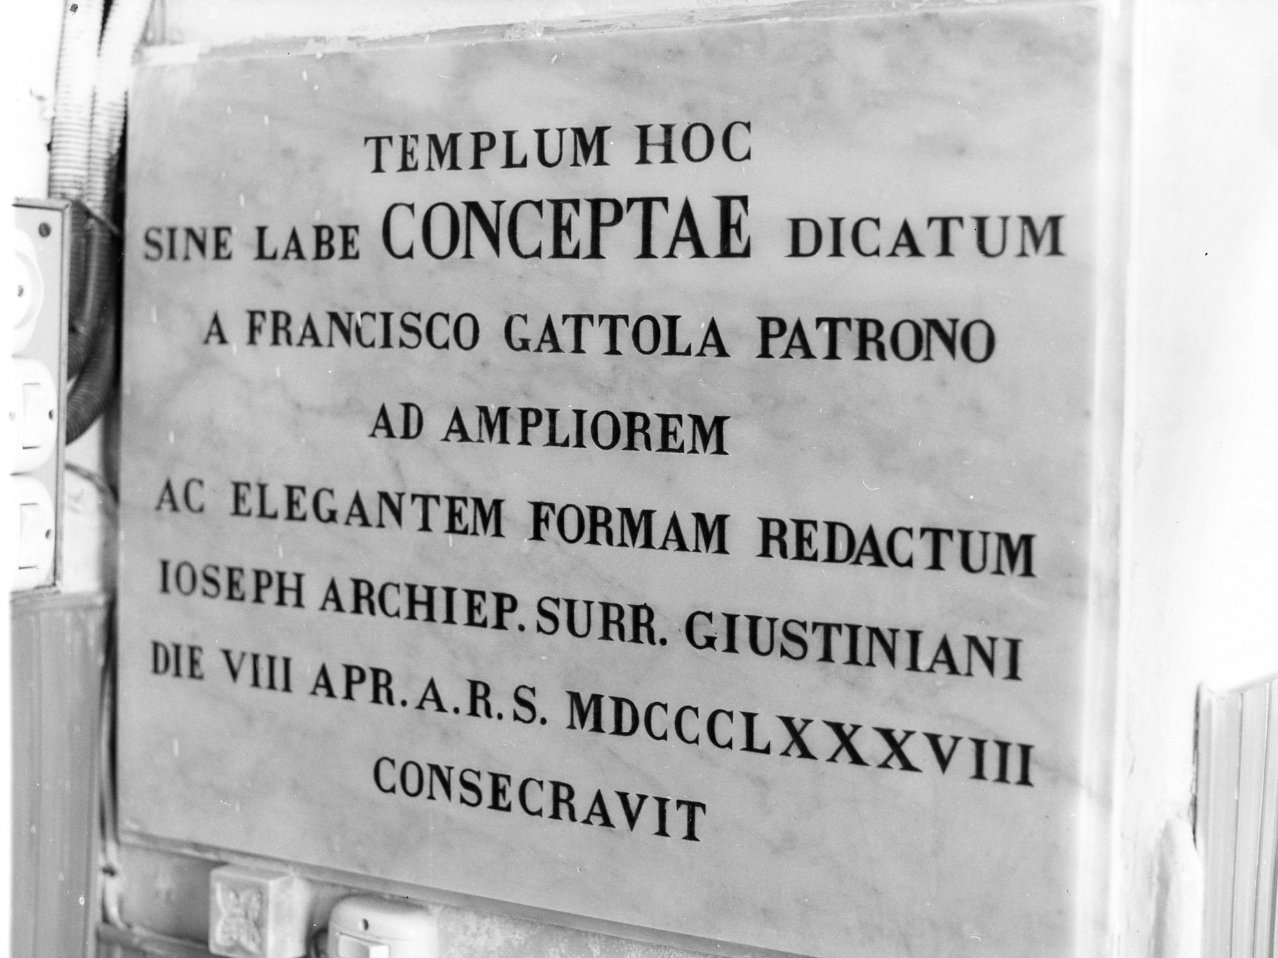 TEMPLUM HOC
SINE LABE CONCEPTAE DICATUM
A FRANCISCO GATTOLA PATRONO
AD AMPLIOREM
AC ELEGANTEM FORMAM REDACTUM
IOSEPH ARCHIEP. SURR. GIUSTINIANI
DIE VIII APR. A. R. S. MDCCCLXXXVIII
CONSECRAVIT